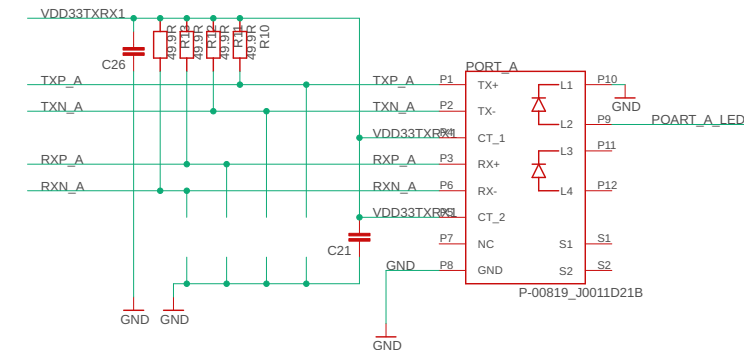 VDD33TXRX1
49.9R
R13
49.9R
R12
49.9R
R11
49.9R
R10
C26
TXP_A
TXN_A
RXP_A
RXN_A
PORT_A
TXP_A P1 TX+ L1 P10
GND
TXN_A P2 TX- L2 P9 POART_A_LED
VDD33TXRX1 P4 CT_1 L3 P11
RXP_A P3 RX+
RXN_A P6 RX- L4 P12
VDD33TXRX1 P5 CT_2
P7 NC S1 S1
C21
GND P8 GND S2 S2
P-00819_J0011D21B
GND GND
GND